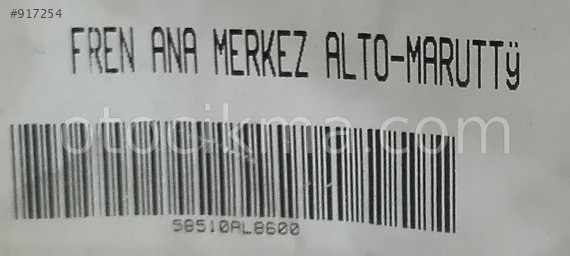 #917254
FREN ANA MERKEZ ALTO-MARUTTÿ
otocikma.com
58510AL8600